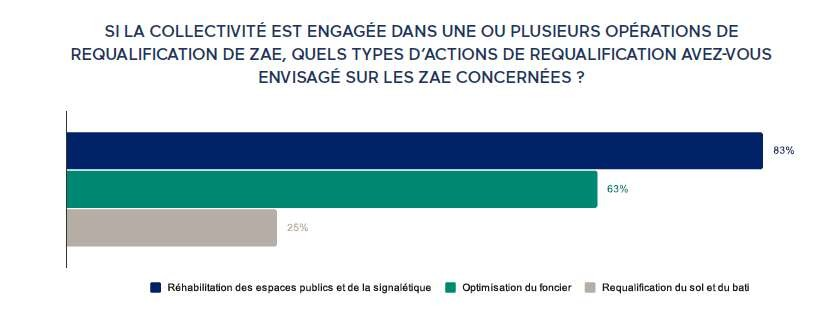 SI LA COLLECTIVITÉ EST ENGAGÉE DANS UNE OU PLUSIEURS OPÉRATIONS DE
REQUALIFICATION DE ZAE, QUELS TYPES D'ACTIONS DE REQUALIFICATION AVEZ-VOUS
ENVISAGÉ SUR LES ZAE CONCERNÉES ?
83%
63%
25%
Réhabilitation des espaces publics et de la signalétique Optimisation du foncier Requalification du sol et du bati